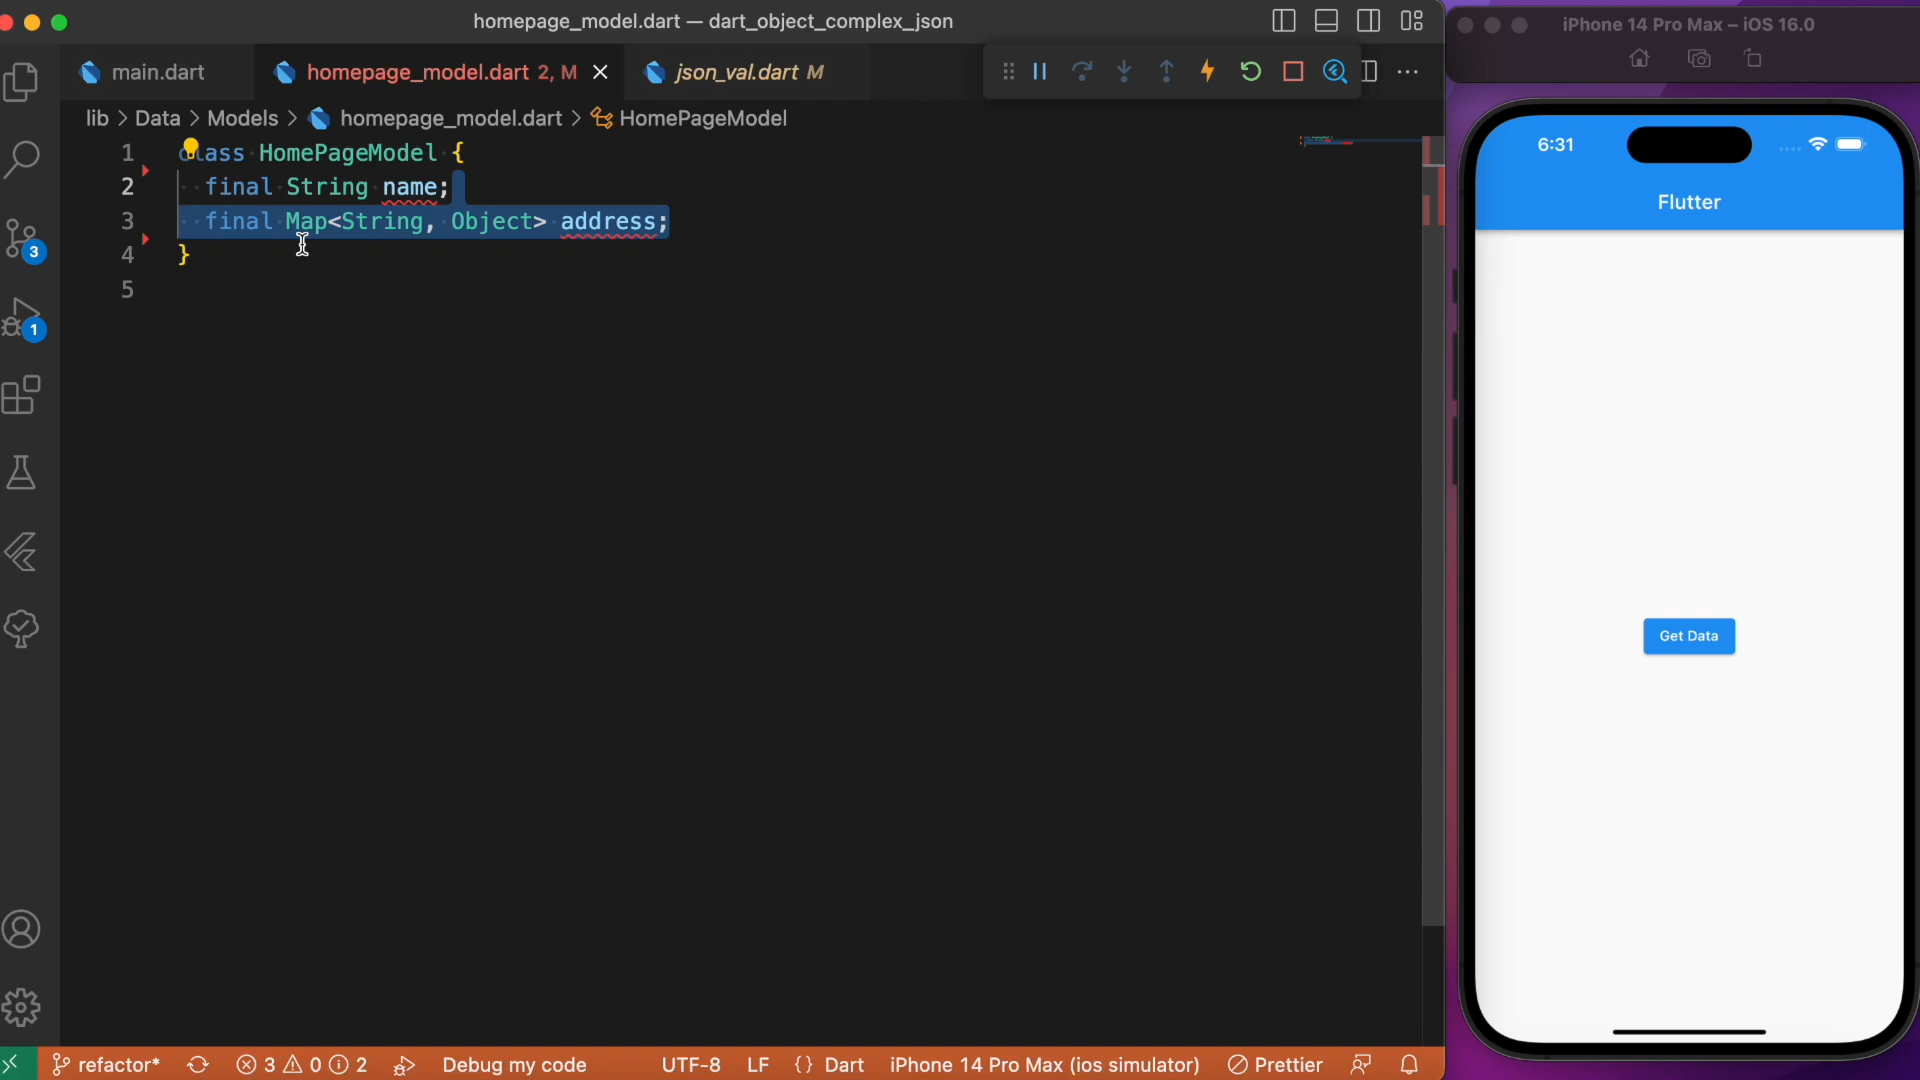 homepage_model.dart — dart_object_complex_json
main.dart
homepage_model.dart 2, M
json_val.dart M
lib > Data > Models > homepage_model.dart > HomePageModel
1 class HomePageModel {
2 final String name;
3 final Map<String, Object> address;
4 }
5
3
1
refactor* 3 0 2 Debug my code UTF-8 LF {} Dart iPhone 14 Pro Max (ios simulator) Prettier
iPhone 14 Pro Max – iOS 16.0
6:31
Flutter
Get Data